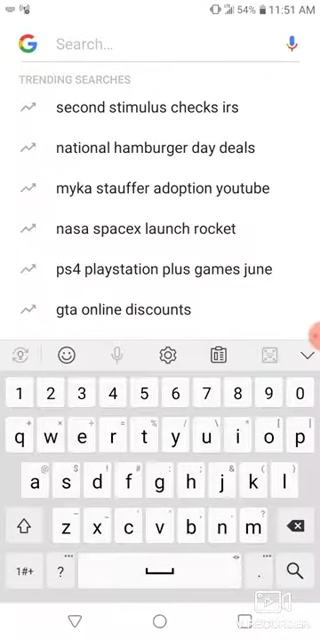 54% 11:51 AM
Search...
TRENDING SEARCHES
second stimulus checks irs
national hamburger day deals
myka stauffer adoption youtube
nasa spacex launch rocket
ps4 playstation plus games june
gta online discounts
1 2 3 4 5 6 7 8 9 0
+ × ÷ = % / - * [ ]
q w e r t y u i o p
@ $ ! # : ; & ( )
a s d f g h j k l
z x c v b n m
1#+ ? .
V RECORDER